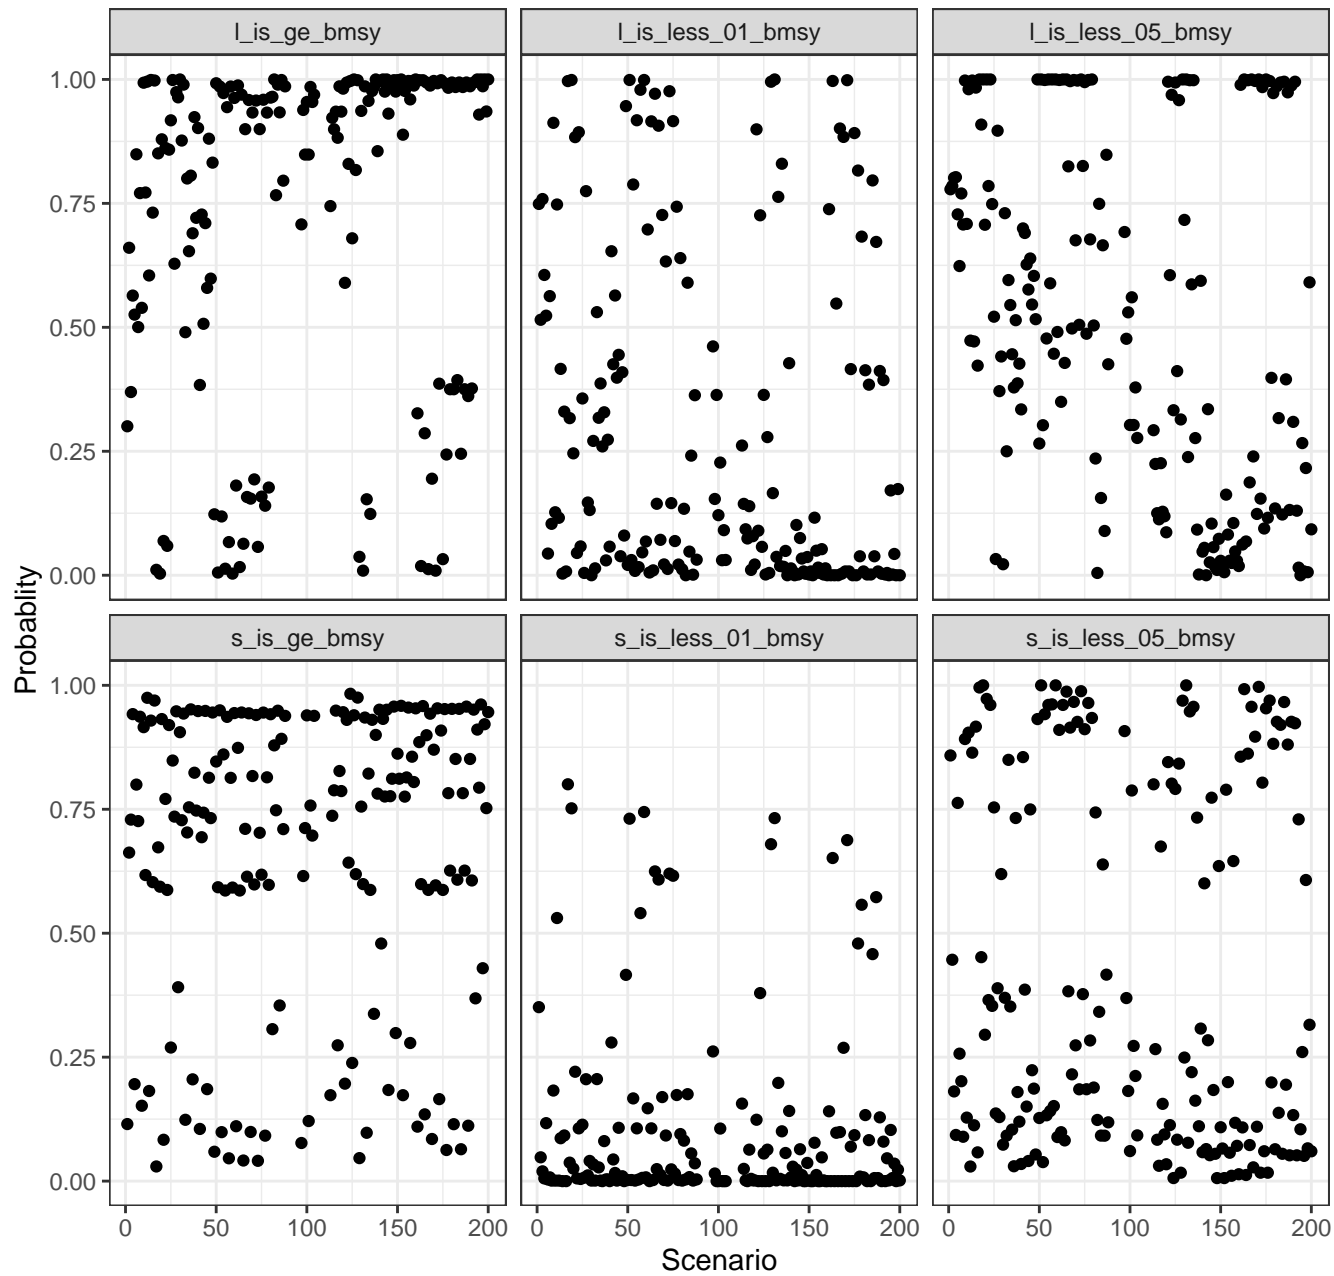 l_is_ge_bmsy l_is_less_01_bmsy l_is_less_05_bmsy
1.00
0.75
0.50
0.25
0.00
s_is_ge_bmsy s_is_less_01_bmsy s_is_less_05_bmsy
1.00
0.75
0.50
0.25
0.00
0 50 100 150 200 0 50 100 150 200 0 50 100 150 200
Scenario
Probablity